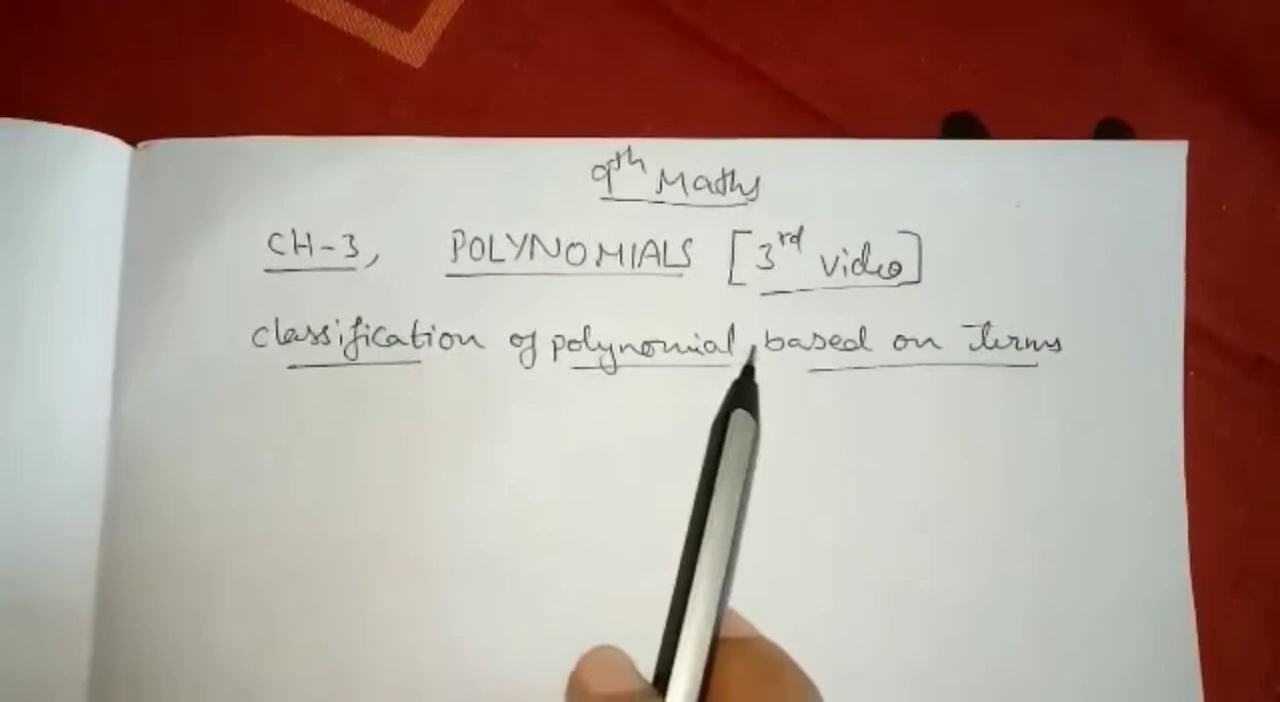 9th Maths
CH-3, POLYNOMIALS [3rd video]
classification of polynomial based on Terms